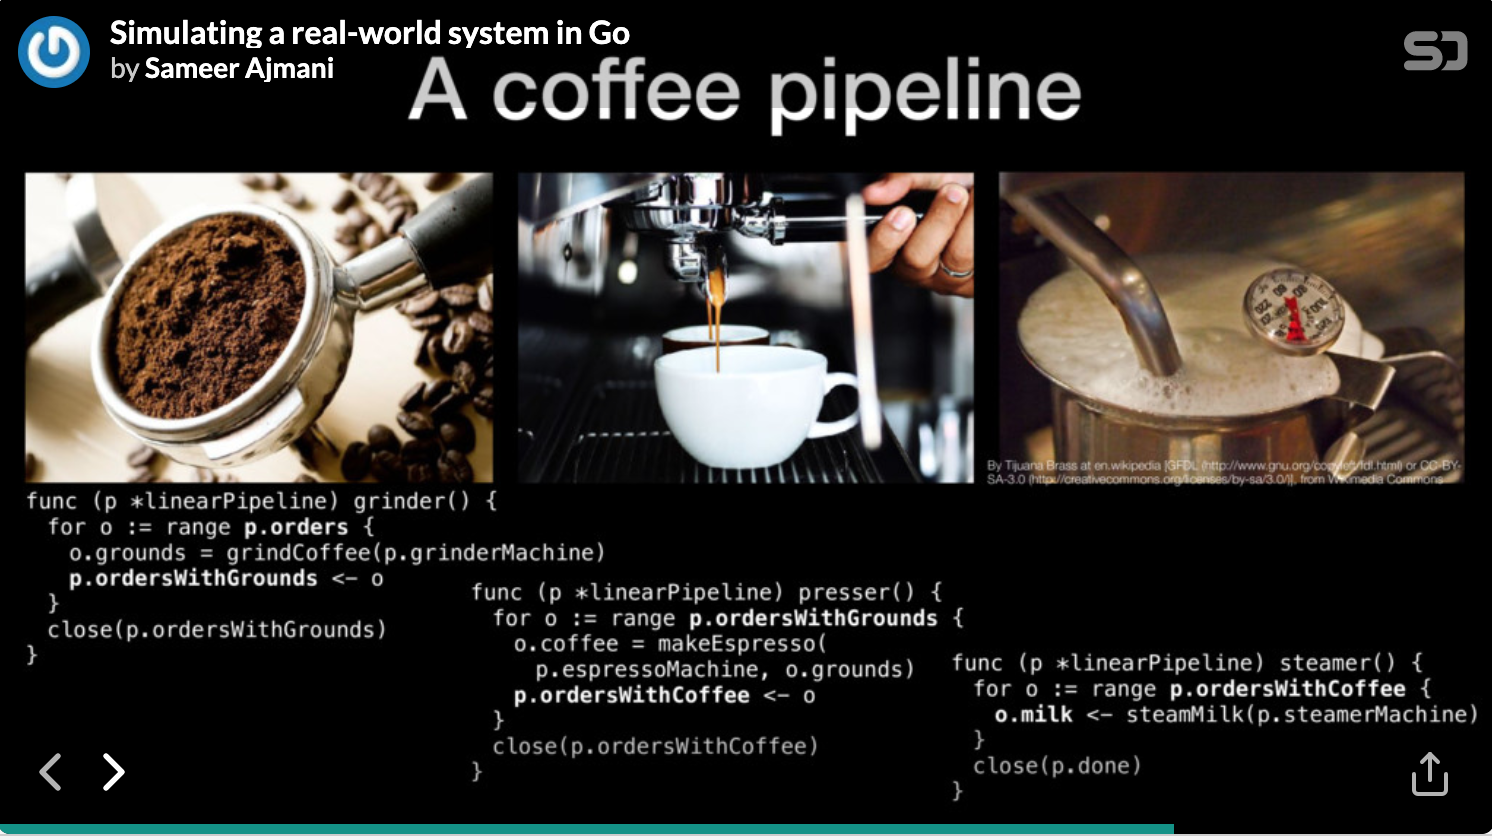 Simulating a real-world system in Go
by Sameer Ajmani
A coffee pipeline
By Tijuana Brass at en.wikipedia [GFDL (http://www.gnu.org/copyleft/fdl.html) or CC-BY-
SA-3.0 (http://creativecommons.org/licenses/by-sa/3.0/)], from Wikimedia Commons
func (p *linearPipeline) grinder() {
  for o := range p.orders {
    o.grounds = grindCoffee(p.grinderMachine)
    p.ordersWithGrounds <- o
  }
  close(p.ordersWithGrounds)
}
func (p *linearPipeline) presser() {
  for o := range p.ordersWithGrounds {
    o.coffee = makeEspresso(
      p.espressoMachine, o.grounds)
    p.ordersWithCoffee <- o
  }
  close(p.ordersWithCoffee)
}
func (p *linearPipeline) steamer() {
  for o := range p.ordersWithCoffee {
    o.milk <- steamMilk(p.steamerMachine)
  }
  close(p.done)
}